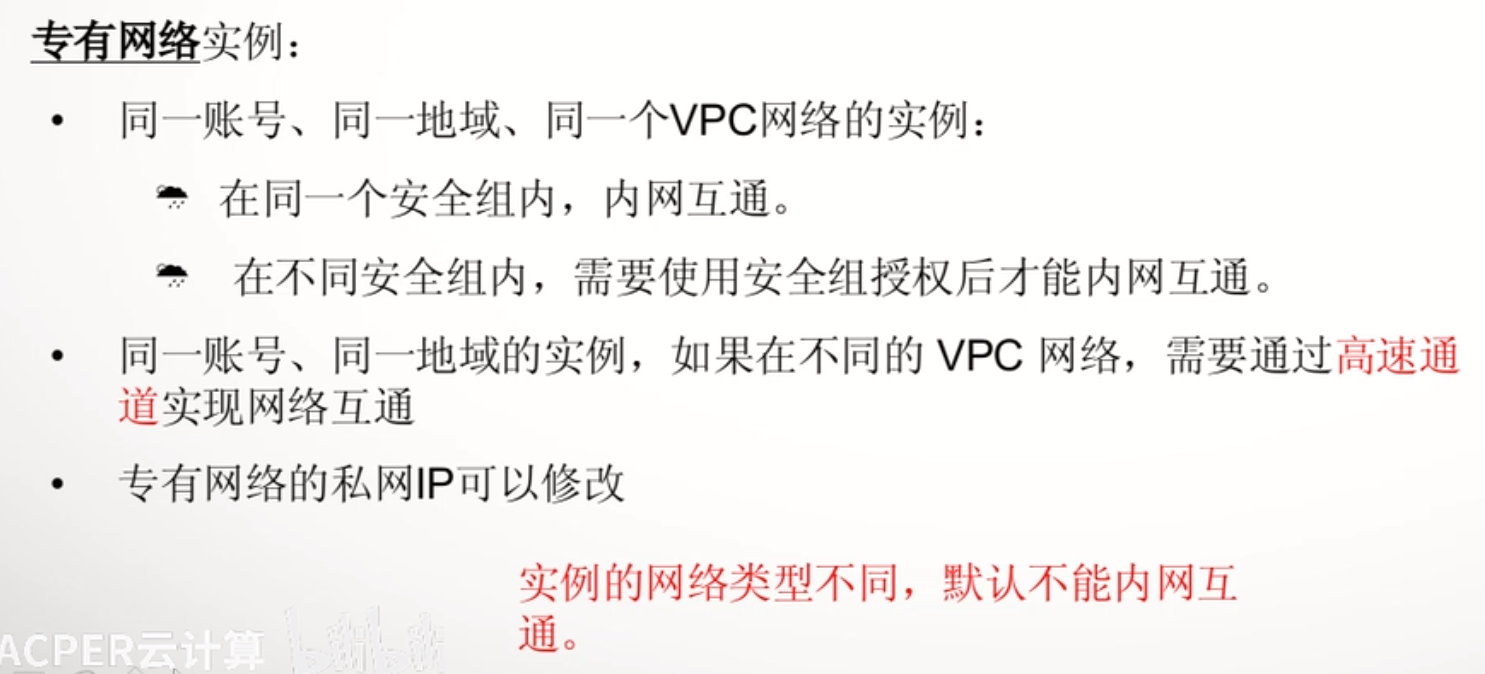 专有网络实例：
• 同一账号、同一地域、同一个VPC网络的实例：
在同一个安全组内，内网互通。
在不同安全组内，需要使用安全组授权后才能内网互通。
• 同一账号、同一地域的实例，如果在不同的 VPC 网络，需要通过高速通
道实现网络互通
• 专有网络的私网IP可以修改
实例的网络类型不同，默认不能内网互
通。
ACPER云计算 bilibili